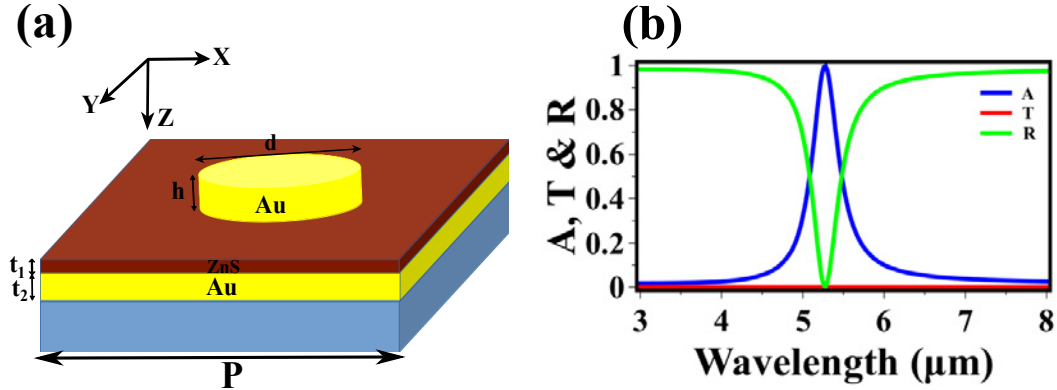 (a)
X
Y
Z
d
h
Au
t₁
ZnS
t₂
Au
P
(b)
A, T & R
1
0.8
0.6
0.4
0.2
0
A
T
R
3
4
5
6
7
8
Wavelength (μm)